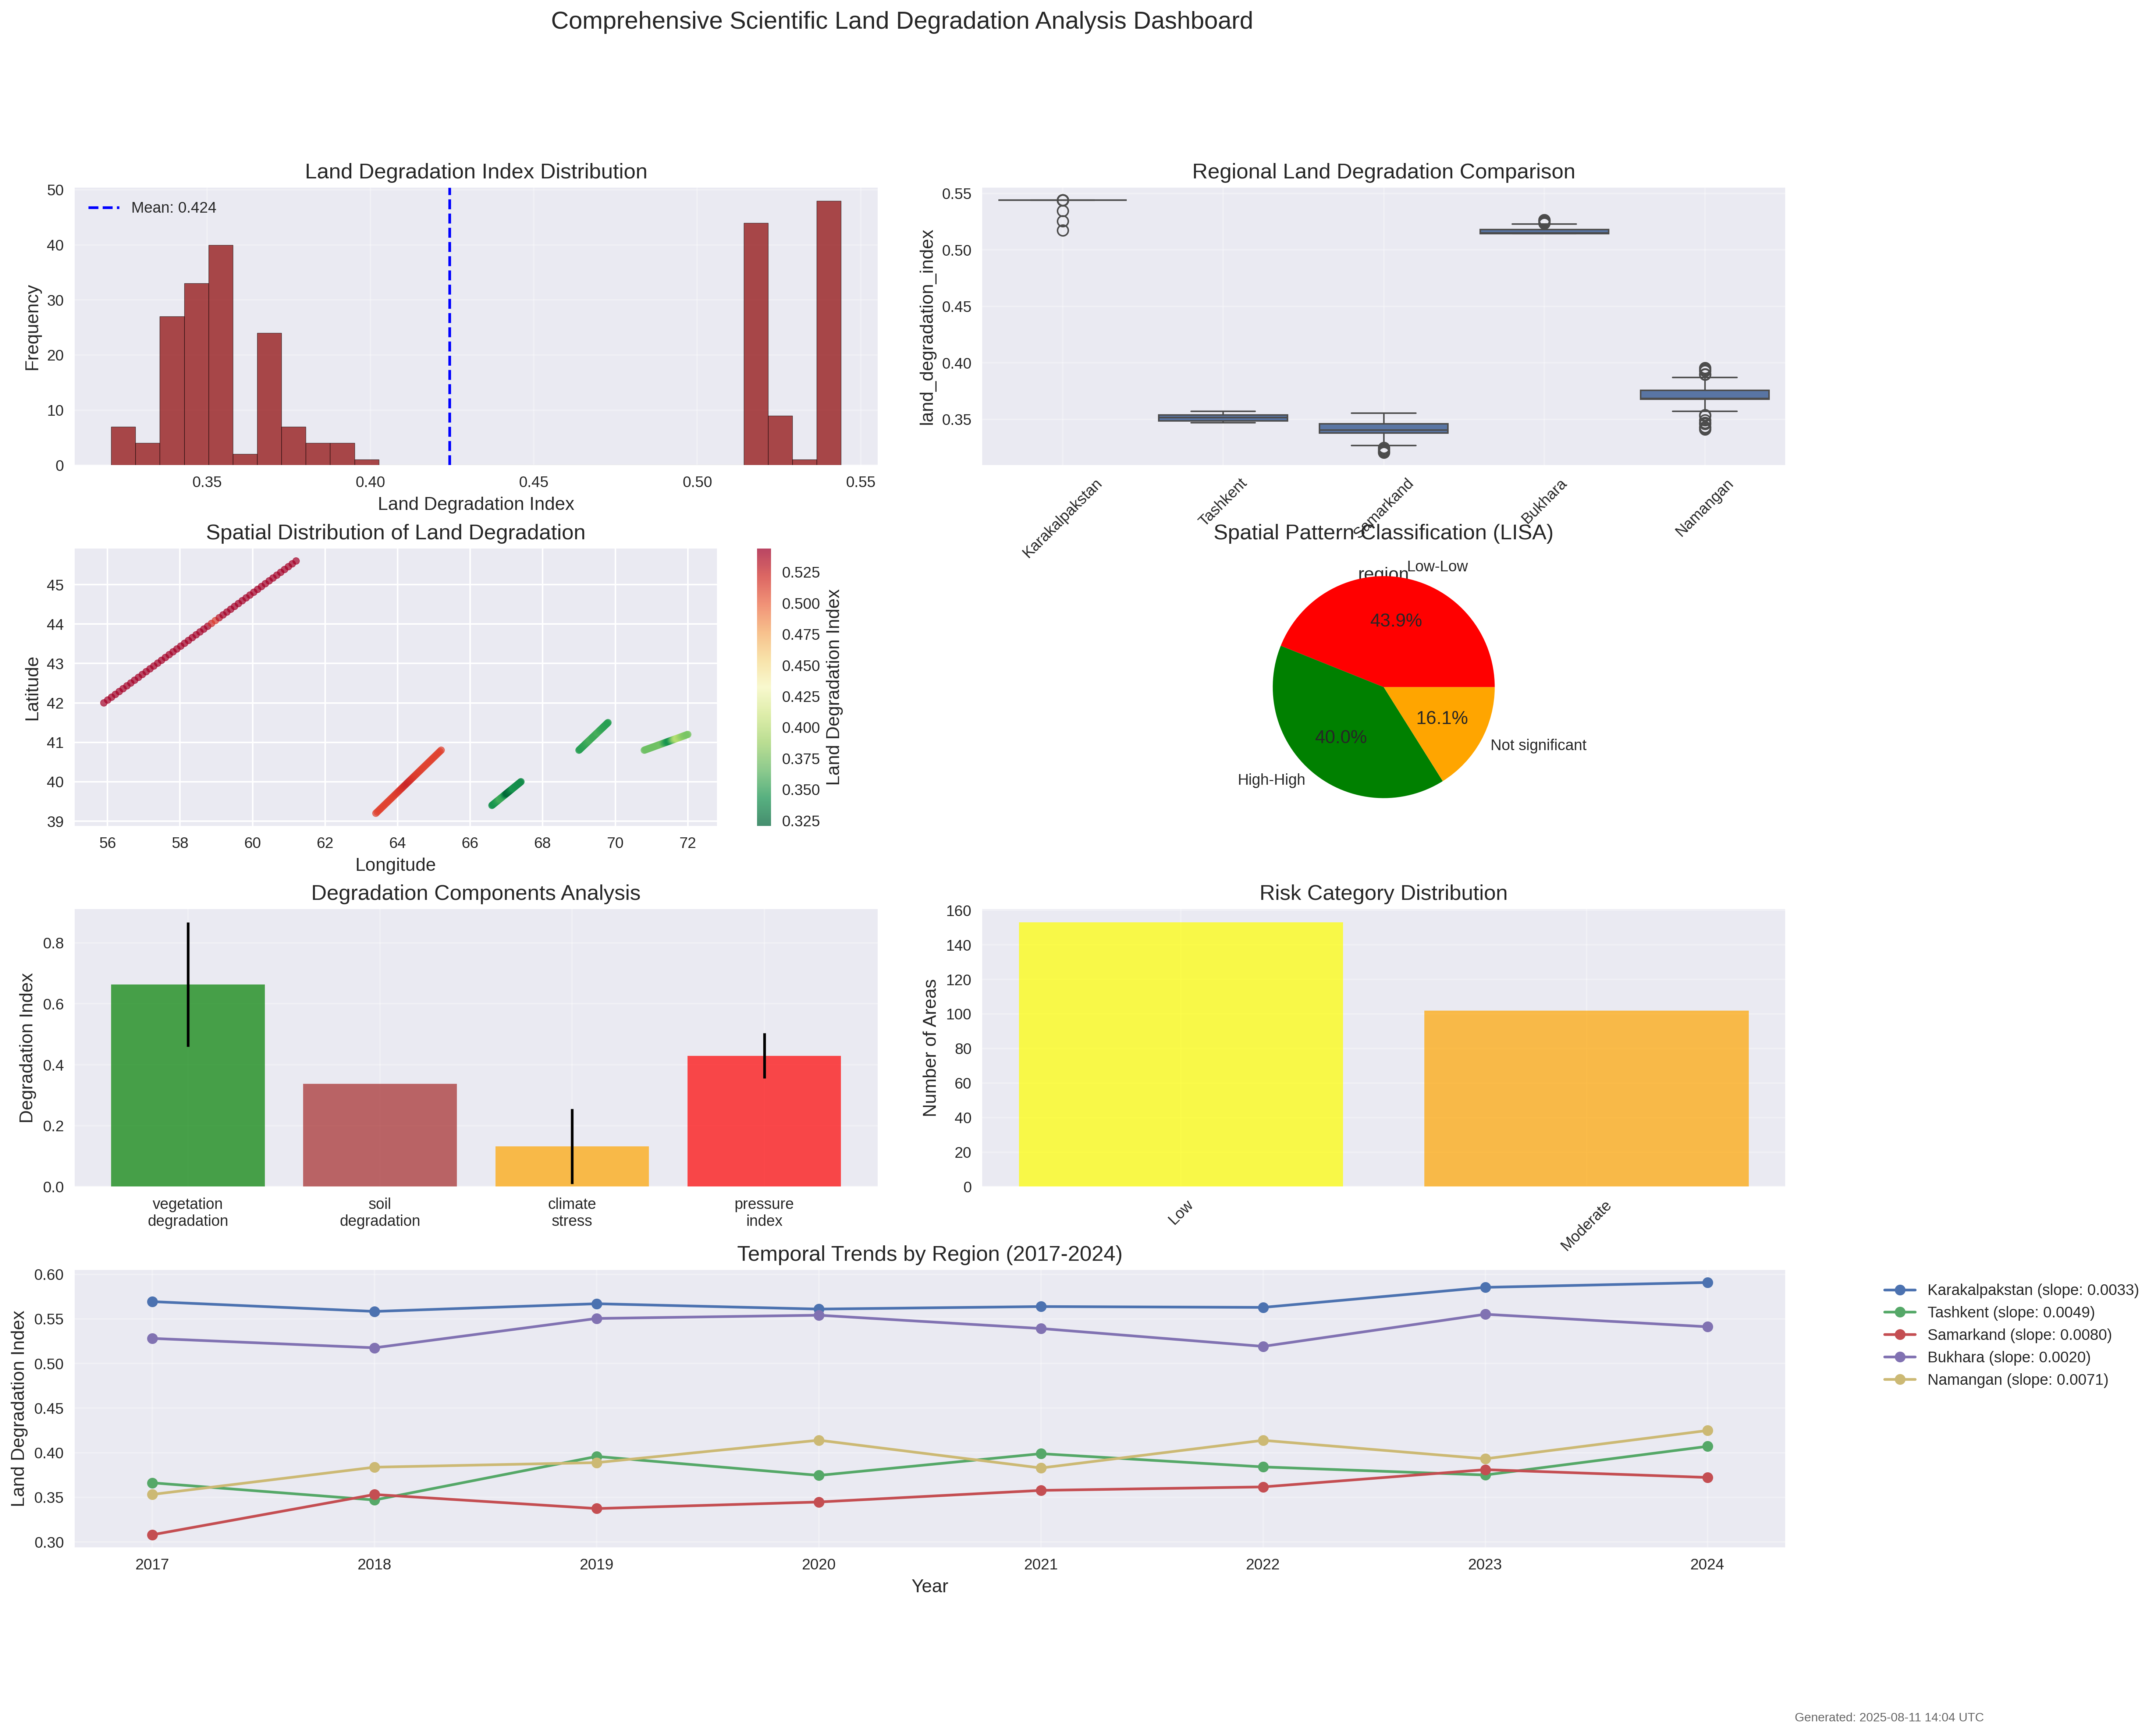 Comprehensive Scientific Land Degradation Analysis Dashboard
Land Degradation Index Distribution
50
40
30
20
10
0
Frequency
Mean: 0.424
0.35
0.40
0.45
0.50
0.55
Land Degradation Index
Regional Land Degradation Comparison
0.55
0.50
0.45
0.40
0.35
land_degradation_index
Karakalpakstan
Tashkent
Samarkand
Bukhara
Namangan
region
Spatial Distribution of Land Degradation
45
44
43
42
41
40
39
Latitude
56
58
60
62
64
66
68
70
72
Longitude
0.525
0.500
0.475
0.450
0.425
0.400
0.375
0.350
0.325
Land Degradation Index
Spatial Pattern Classification (LISA)
Low-Low
43.9%
40.0%
High-High
16.1%
Not significant
Degradation Components Analysis
0.8
0.6
0.4
0.2
0.0
Degradation Index
vegetation
degradation
soil
degradation
climate
stress
pressure
index
Risk Category Distribution
160
140
120
100
80
60
40
20
0
Number of Areas
Low
Moderate
Temporal Trends by Region (2017-2024)
0.60
0.55
0.50
0.45
0.40
0.35
0.30
Land Degradation Index
2017
2018
2019
2020
2021
2022
2023
2024
Year
Karakalpakstan (slope: 0.0033)
Tashkent (slope: 0.0049)
Samarkand (slope: 0.0080)
Bukhara (slope: 0.0020)
Namangan (slope: 0.0071)
Generated: 2025-08-11 14:04 UTC